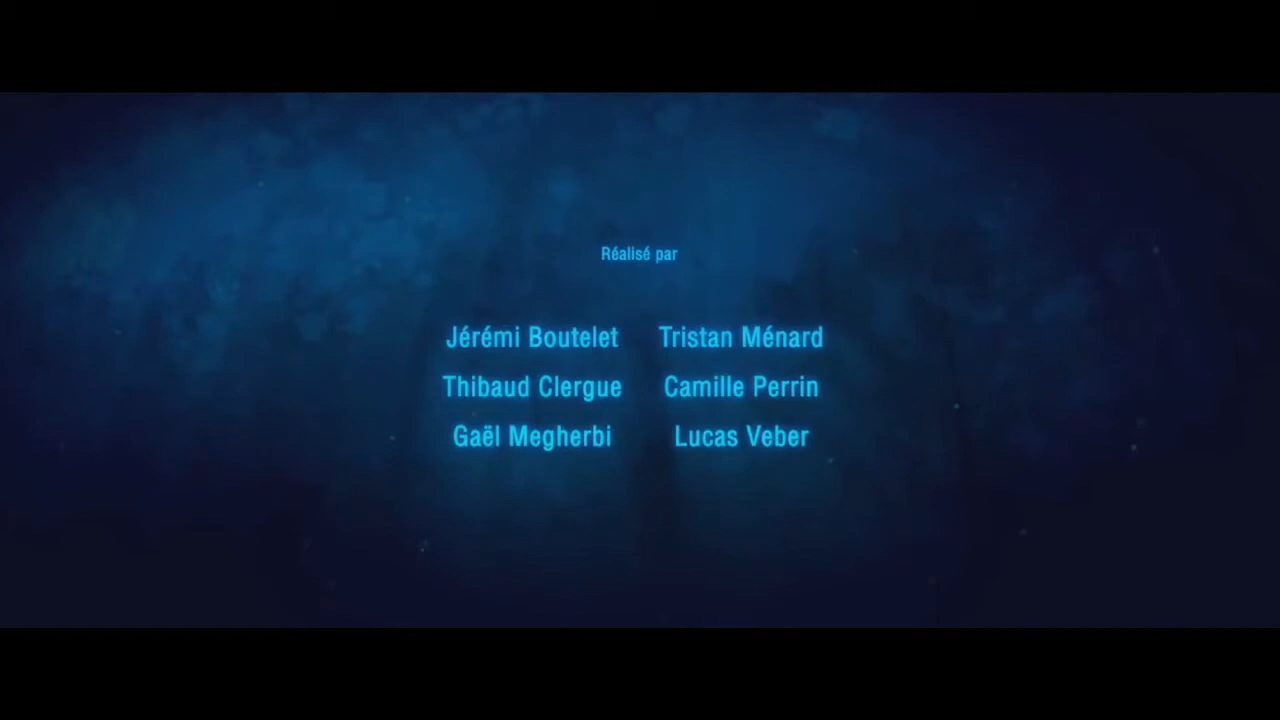 Réalisé par
Jérémi Boutelet Tristan Ménard
Thibaud Clergue Camille Perrin
Gaël Megherbi Lucas Veber